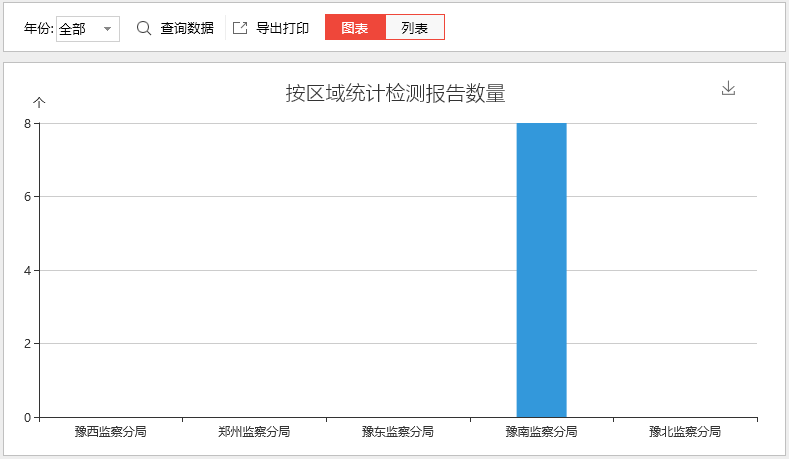 年份: 全部 查询数据 导出打印 图表 列表
按区域统计检测报告数量
个
8
6
4
2
0
豫西监察分局 郑州监察分局 豫东监察分局 豫南监察分局 豫北监察分局